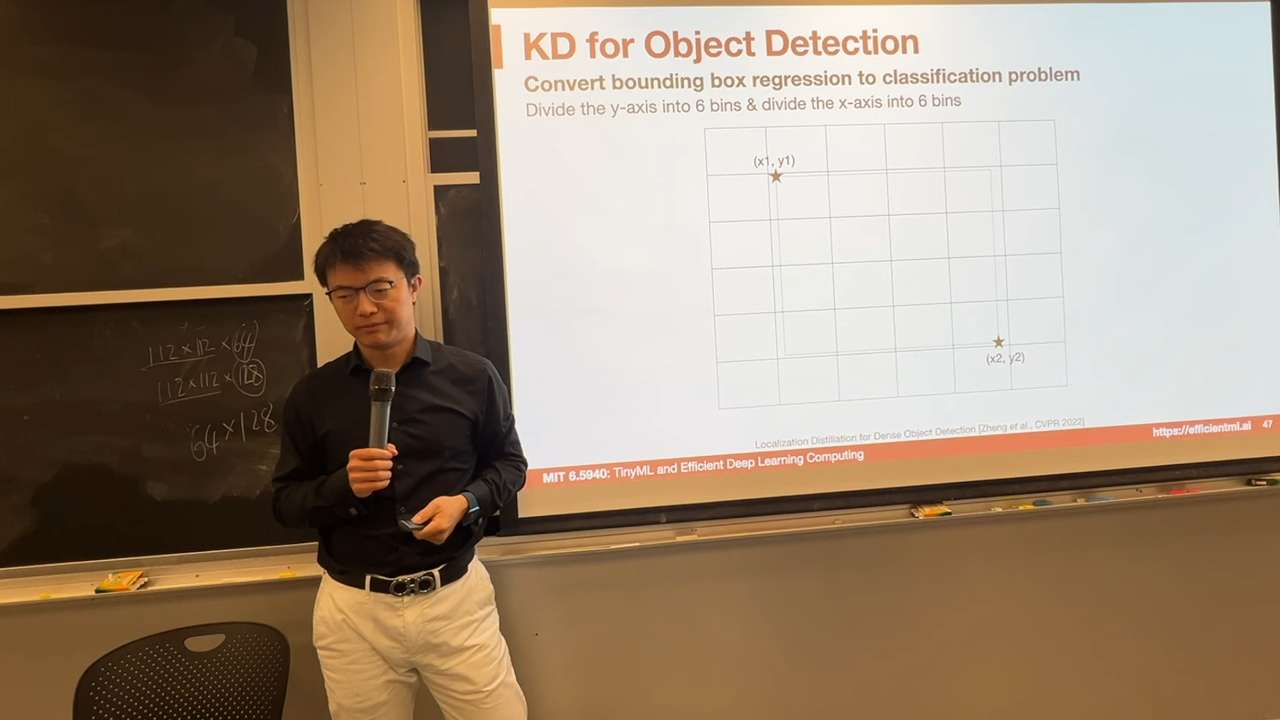 KD for Object Detection
Convert bounding box regression to classification problem
Divide the y-axis into 6 bins & divide the x-axis into 6 bins
(x1, y1)
(x2, y2)
Localization Distillation for Dense Object Detection [Zheng et al., CVPR 2022]
MIT 6.5940: TinyML and Efficient Deep Learning Computing
https://efficientml.ai
47
112×112×64
112×112×128
64×128